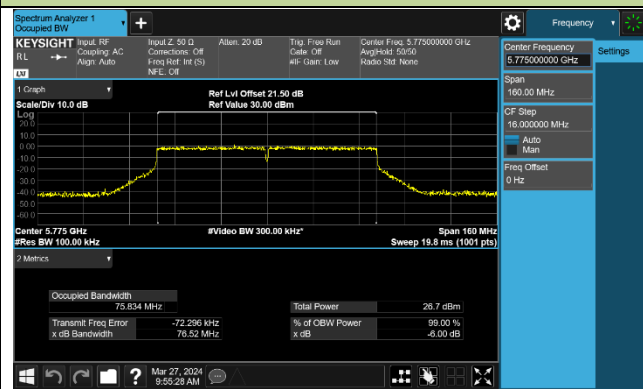 Spectrum Analyzer 1
Occupied BW
Frequency
KEYSIGHT
RL
LXI
Input: RF
Coupling: AC
Align: Auto
Input Z: 50 Ω
Corrections: Off
Freq Ref: Int (S)
NFE: Off
Atten: 20 dB
Trig: Free Run
Gate: Off
#IF Gain: Low
Center Freq: 5.775000000 GHz
Avg|Hold: 50/50
Radio Std: None
Center Frequency
5.775000000 GHz
Settings
Span
160.00 MHz
CF Step
16.000000 MHz
Auto
Man
Freq Offset
0 Hz
1 Graph
Scale/Div 10.0 dB
Ref Lvl Offset 21.50 dB
Ref Value 30.00 dBm
Log
20.0
10.0
0.00
-10.0
-20.0
-30.0
-40.0
-50.0
-60.0
Center 5.775 GHz
#Res BW 100.00 kHz
#Video BW 300.00 kHz*
Span 160 MHz
Sweep 19.8 ms (1001 pts)
2 Metrics
Occupied Bandwidth
75.834 MHz
Total Power 26.7 dBm
Transmit Freq Error -72.296 kHz
% of OBW Power 99.00 %
x dB Bandwidth 76.52 MHz
x dB -6.00 dB
Mar 27, 2024
9:55:28 AM